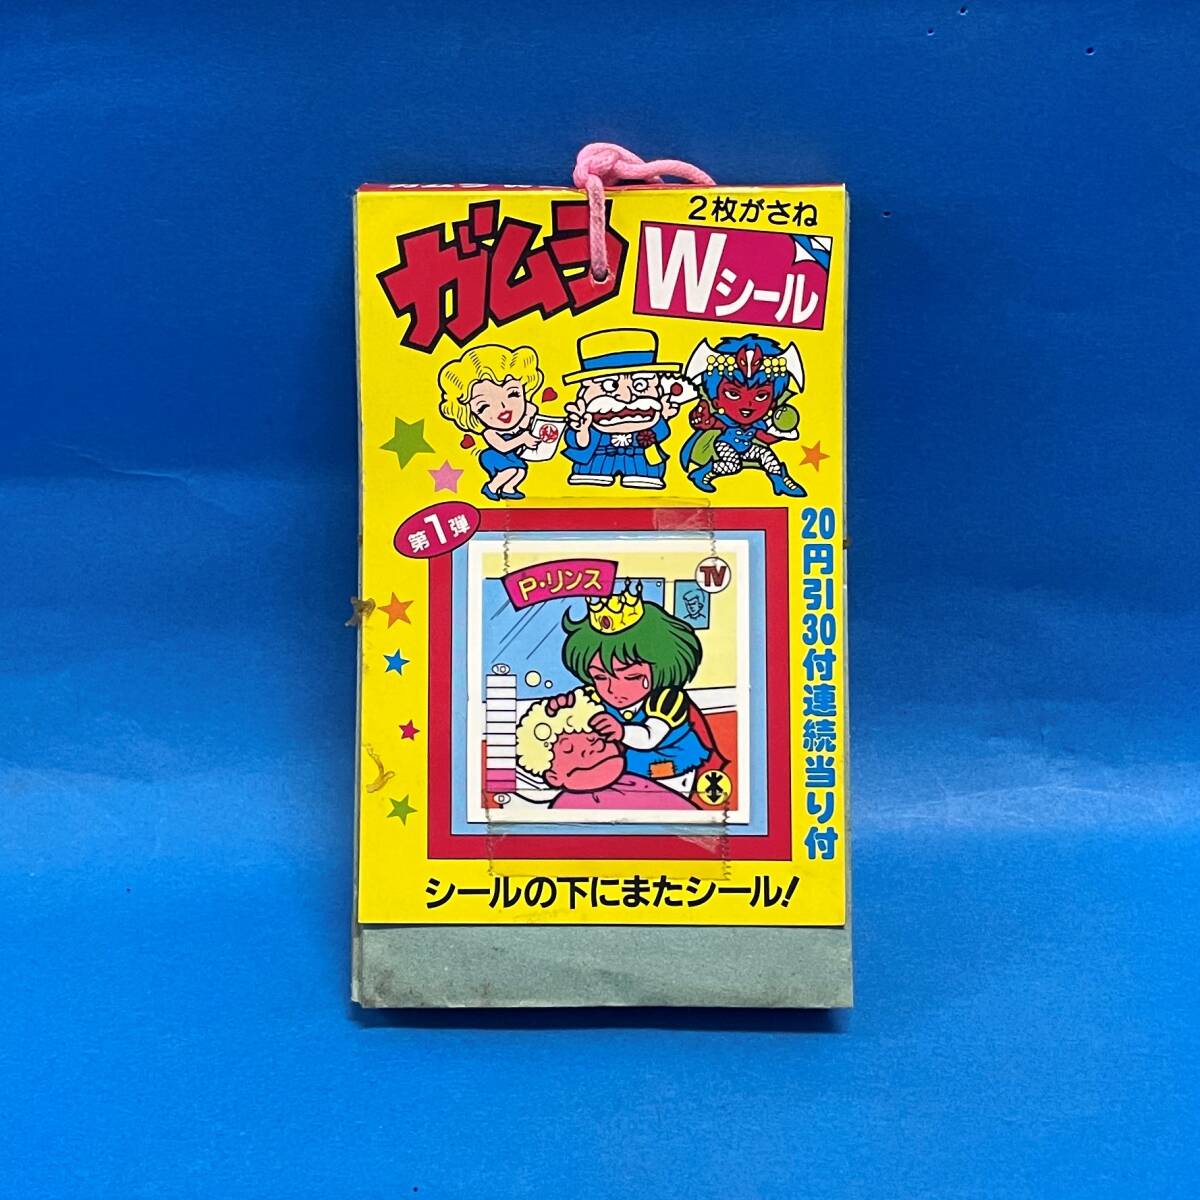 ガムラ
2枚がさね
Wシール
第1弾
20円引30付連続当り付
P・リンス
TV
10
0
シールの下にまたシール!